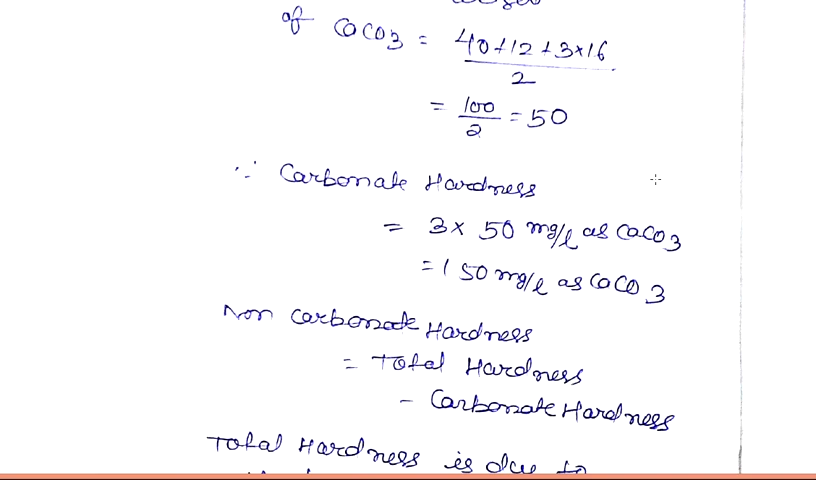 of CaCO3 = 40+12+3×16
2
= 100/2 = 50
∵ Carbonate Hardness
= 3× 50 mg/l as CaCO3
= 150 mg/l as CaCO3
Non Carbonate Hardness
= Total Hardness
- Carbonate Hardness
Total Hardness is due to